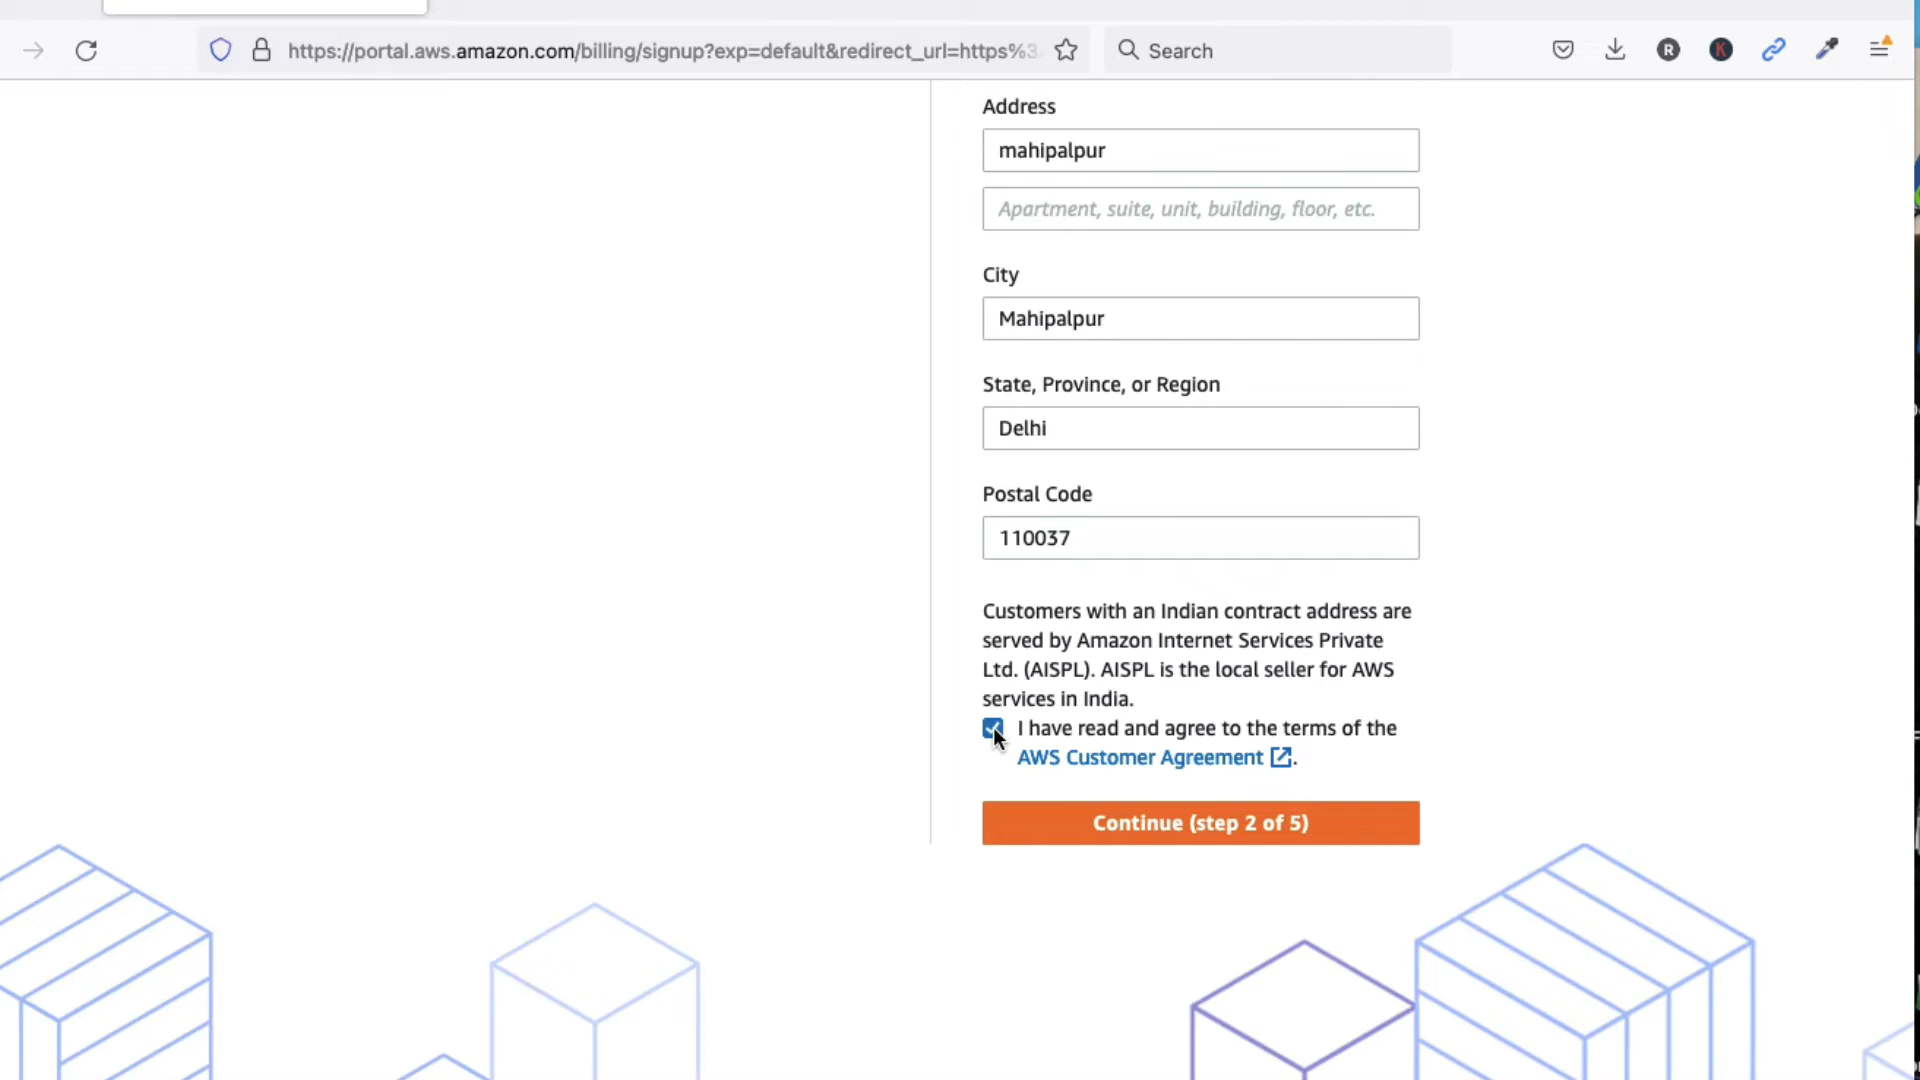 https://portal.aws.amazon.com/billing/signup?exp=default&redirect_url=https%3
Search
R
K
Address
mahipalpur
Apartment, suite, unit, building, floor, etc.
City
Mahipalpur
State, Province, or Region
Delhi
Postal Code
110037
Customers with an Indian contract address are
served by Amazon Internet Services Private
Ltd. (AISPL). AISPL is the local seller for AWS
services in India.
I have read and agree to the terms of the
AWS Customer Agreement.
Continue (step 2 of 5)